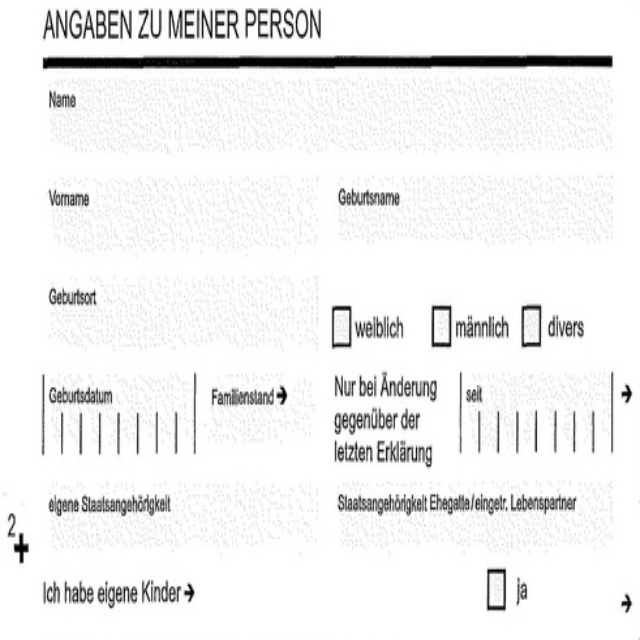 ANGABEN ZU MEINER PERSON
Name
Vorname
Geburtsname
Geburtsort
weiblich männlich divers
Geburtsdatum
Familienstand →
Nur bei Änderung
gegenüber der
letzten Erklärung
seit
→
eigene Staatsangehörigkeit
Staatsangehörigkeit Ehegatte/eingetr. Lebenspartner
2
+
Ich habe eigene Kinder → ja
→